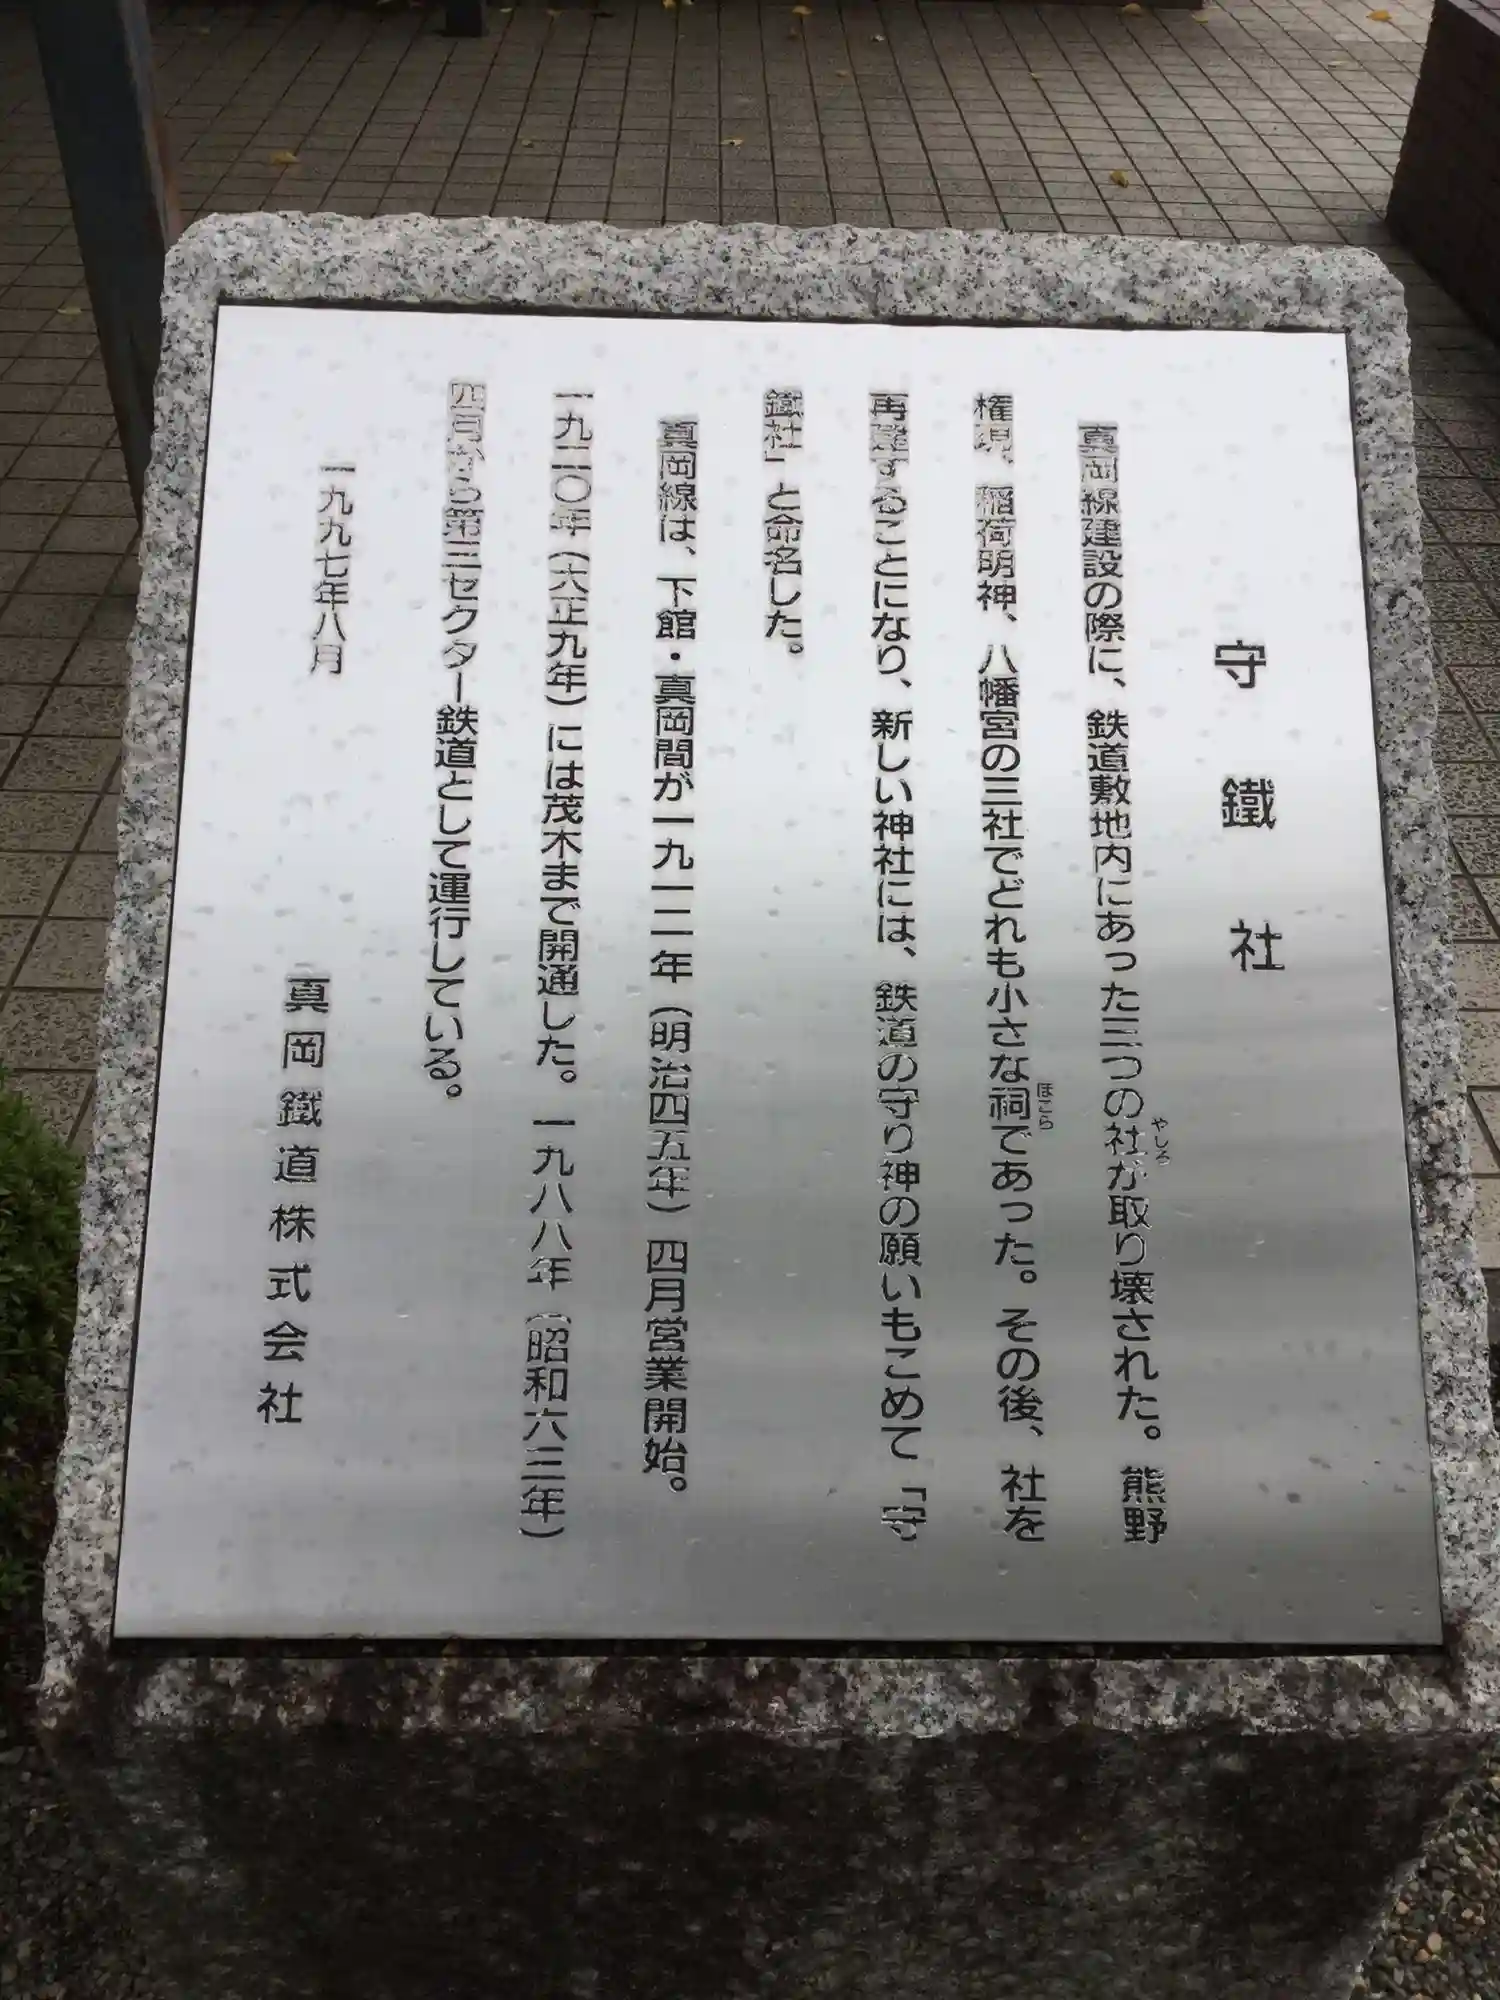 守鐵社
真岡線建設の際に、鉄道敷地内にあった三つの社が取り壊された。熊野
やしろ
権現、稲荷明神、八幡宮の三社でどれも小さな祠であった。その後、社を
ほこら
再建することになり、新しい神社には、鉄道の守り神の願いもこめて「守
鐵社」と命名した。
真岡線は、下館・真岡間が一九一二年(明治四五年)四月営業開始。
一九二〇年(大正九年)には茂木まで開通した。一九八八年(昭和六三年)
四月から第三セクター鉄道として運行している。
一九九七年八月
真岡鐵道株式会社